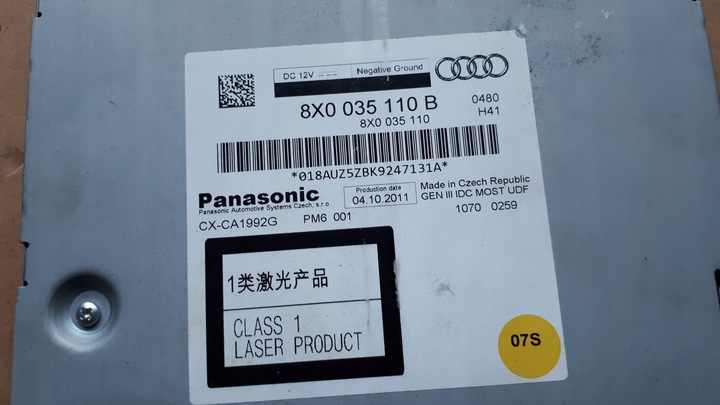 DC 12V Negative Ground
8X0 035 110 B
0480
8X0 035 110
H41
*018AUZ5ZBK9247131A*
Panasonic
Panasonic Automotive Systems Czech, s.r.o.
Production date
04.10.2011
Made in Czech Republic
GEN III IDC MOST UDF
CX-CA1992G PM6 001
1070 0259
1类激光产品
CLASS 1
LASER PRODUCT
07S